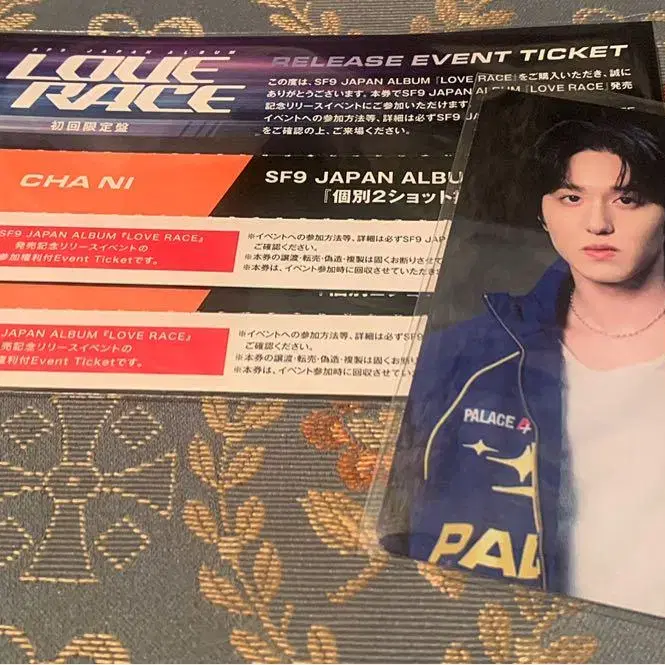 SF9 JAPAN ALBUM
LOVE
RACE
初回限定盤
RELEASE EVENT TICKET
この度は、SF9 JAPAN ALBUM『LOVE RACE』をご購入いただき、誠に
ありがとうございます。本券でSF9 JAPAN ALBUM『LOVE RACE』発売
記念リリースイベントにご参加いただけます
イベントへの参加方法等、詳細は必ずSF9 J
をご確認の上、ご来場ください。
CHA NI
SF9 JAPAN ALBU
『個別2ショット
SF9 JAPAN ALBUM『LOVE RACE』
発売記念リリースイベントの
参加権利付Event Ticketです。
※イベントへの参加方法等、詳細は必ずSF9 JAP
ご確認ください。
※本券の譲渡・転売・偽造・複製は固くお断りさせて
※本券は、イベント参加時に回収させていただき
JAPAN ALBUM『LOVE RACE』
売記念リリースイベントの
権利付Event Ticketです。
※イベントへの参加方法等、詳細は必ずSF9
ご確認ください。
※本券の譲渡・転売・偽造・複製は固くお断り
※本券は、イベント参加時に回収させていた
PALACE
PAL